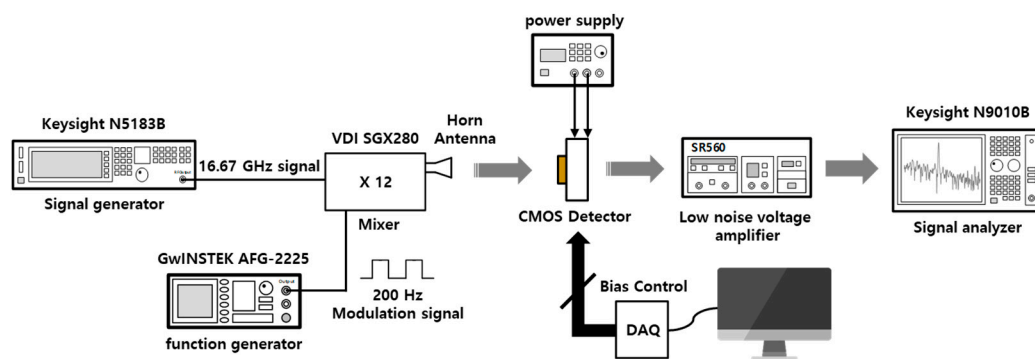 power supply
Keysight N5183B
Signal generator
16.67 GHz signal
VDI SGX280
X 12
Mixer
Horn
Antenna
CMOS Detector
SR560
Low noise voltage
amplifier
Keysight N9010B
Signal analyzer
GwINSTEK AFG-2225
Output
function generator
200 Hz
Modulation signal
Bias Control
DAQ